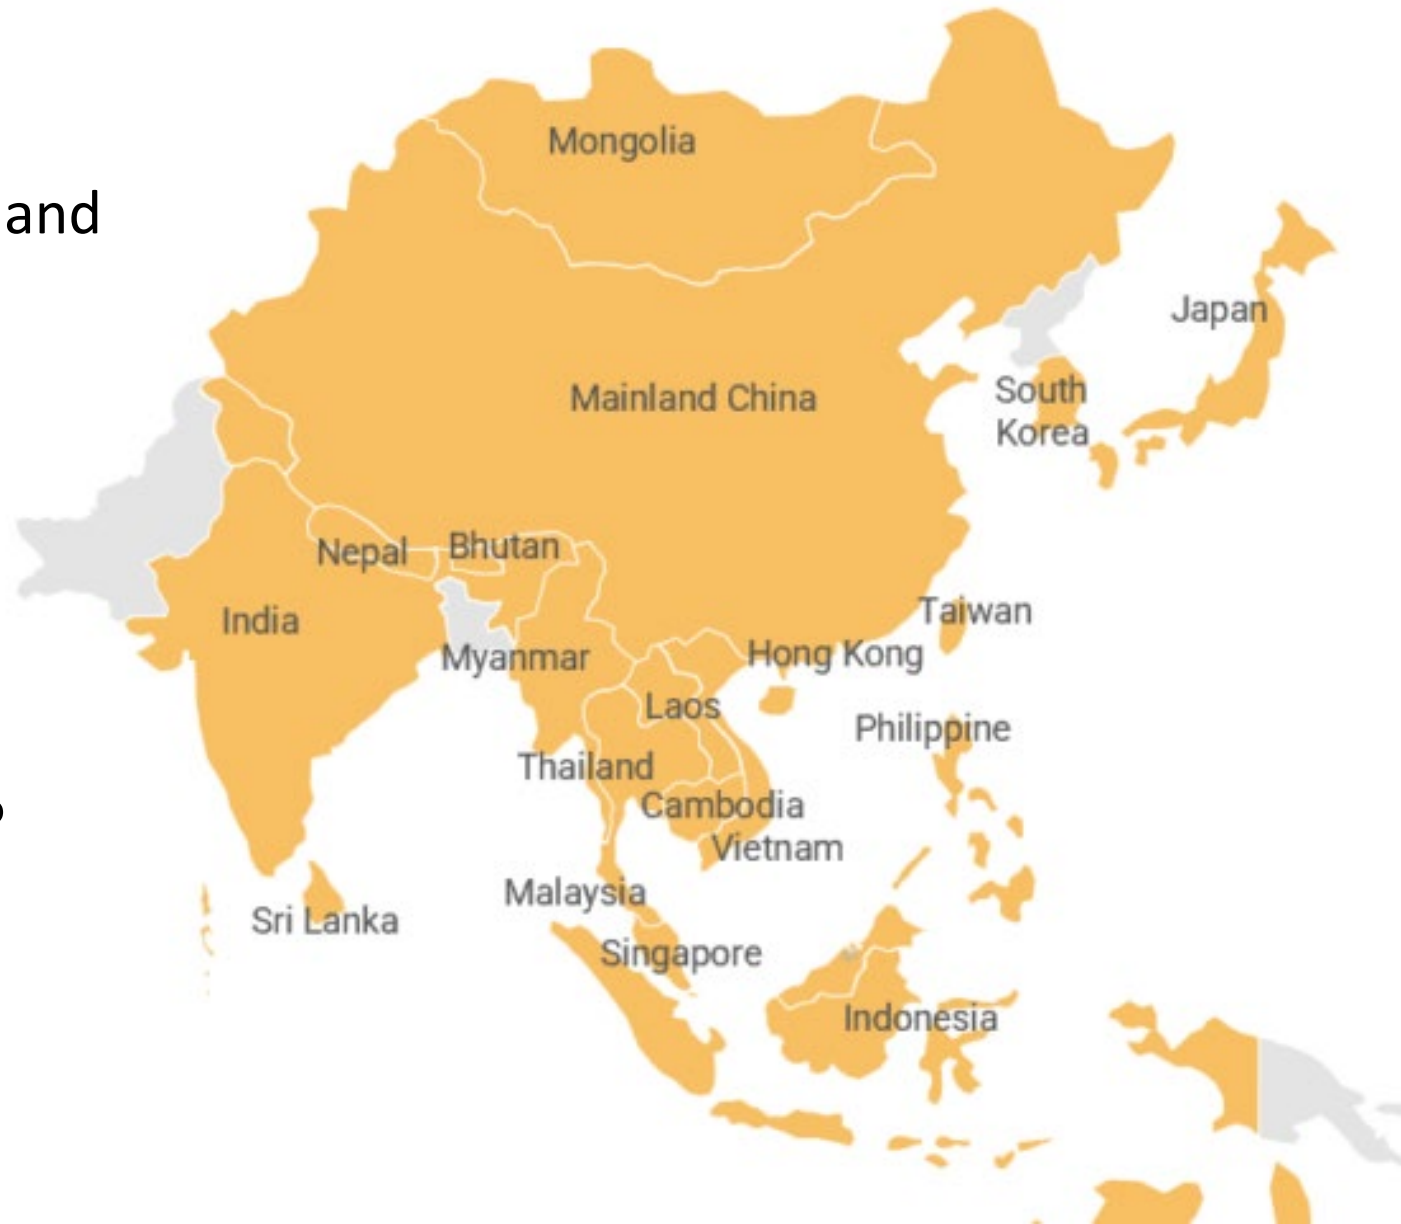 Mongolia
and
Japan
Mainland China
South
Korea
Nepal
Bhutan
India
Taiwan
Myanmar
Hong Kong
Laos
Philippine
Thailand
Cambodia
Vietnam
Malaysia
Sri Lanka
Singapore
Indonesia